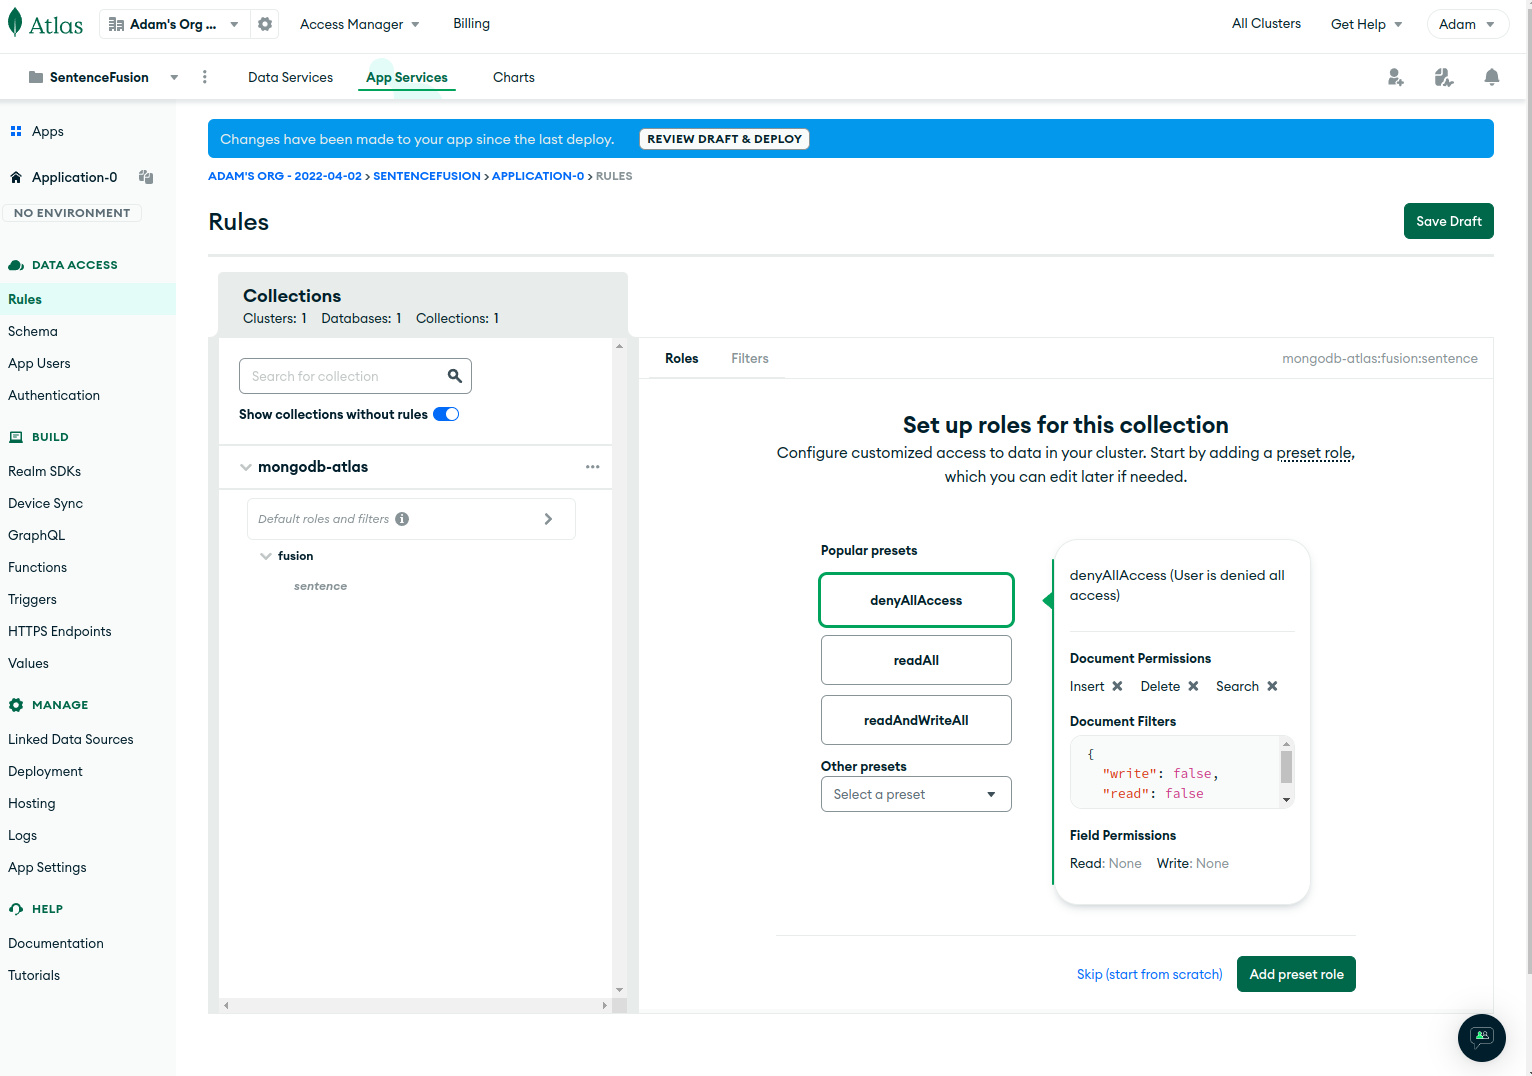 Atlas
Adam's Org ...
Access Manager
Billing
All Clusters
Get Help
Adam
SentenceFusion
Data Services
App Services
Charts
Apps
Application-0
NO ENVIRONMENT
DATA ACCESS
Rules
Schema
App Users
Authentication
BUILD
Realm SDKs
Device Sync
GraphQL
Functions
Triggers
HTTPS Endpoints
Values
MANAGE
Linked Data Sources
Deployment
Hosting
Logs
App Settings
HELP
Documentation
Tutorials
Changes have been made to your app since the last deploy.
REVIEW DRAFT & DEPLOY
ADAM'S ORG - 2022-04-02 > SENTENCEFUSION > APPLICATION-0 > RULES
Rules
Save Draft
Collections
Clusters: 1 Databases: 1 Collections: 1
Search for collection
Show collections without rules
mongodb-atlas
Default roles and filters
fusion
sentence
Roles
Filters
mongodb-atlas:fusion:sentence
Set up roles for this collection
Configure customized access to data in your cluster. Start by adding a preset role,
which you can edit later if needed.
Popular presets
denyAllAccess
readAll
readAndWriteAll
Other presets
Select a preset
denyAllAccess (User is denied all
access)
Document Permissions
Insert Delete Search
Document Filters
{
"write": false,
"read": false
Field Permissions
Read: None Write: None
Skip (start from scratch)
Add preset role